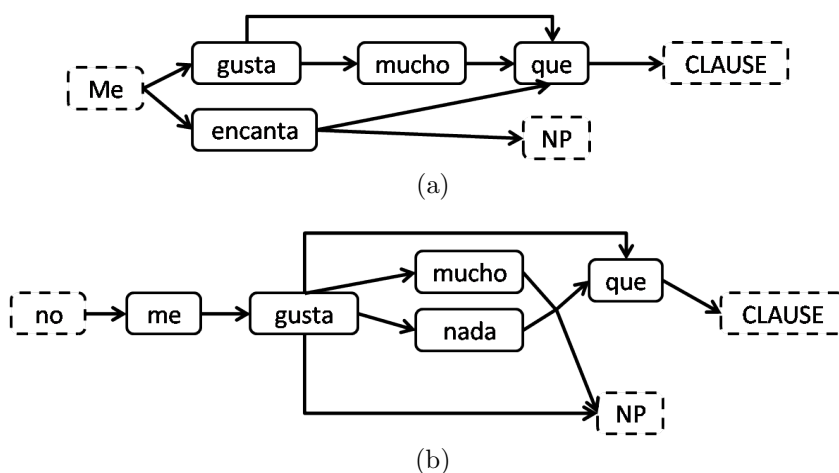 gusta mucho que CLAUSE
Me
encanta NP
(a)
mucho que
no me gusta CLAUSE
nada
NP
(b)